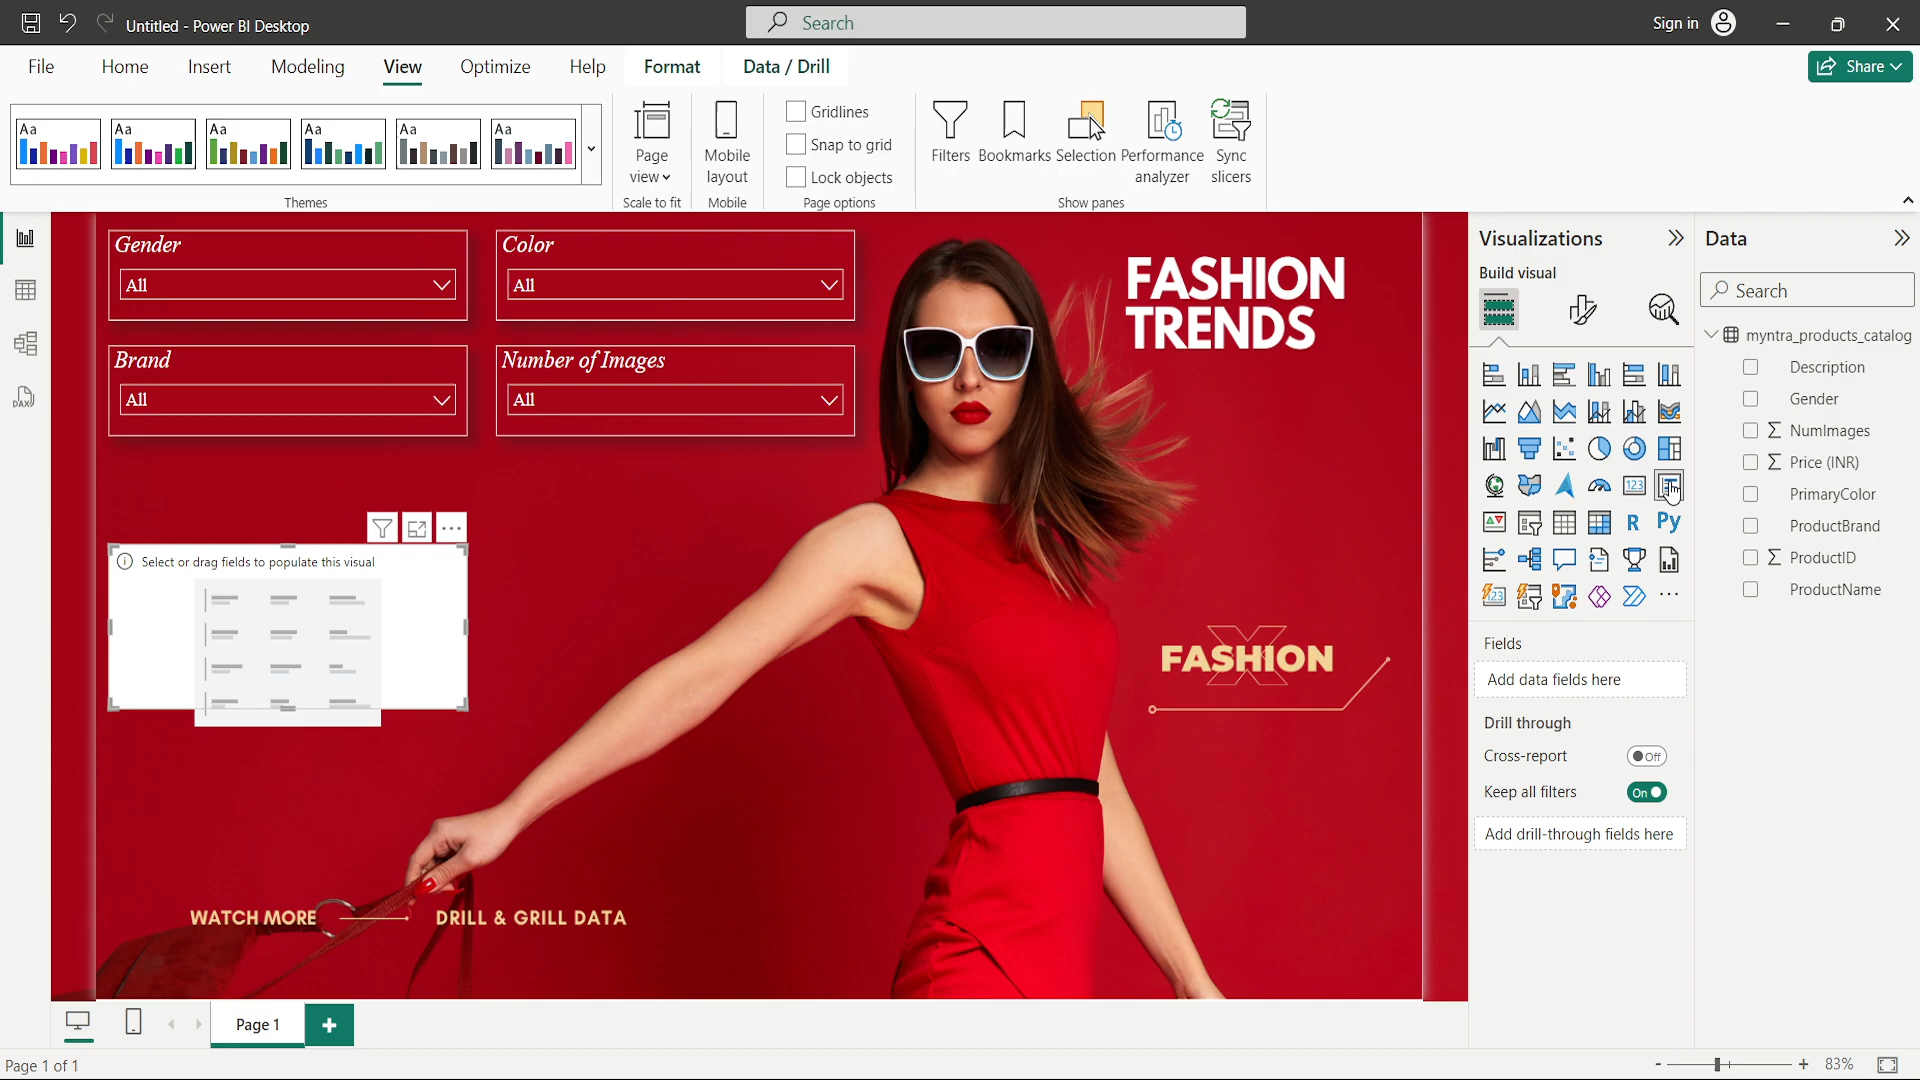 Untitled - Power BI Desktop
Search
Sign in
File
Home
Insert
Modeling
View
Optimize
Help
Format
Data / Drill
Share
Aa
Aa
Aa
Aa
Aa
Aa
Themes
Page
view
Scale to fit
Mobile
layout
Mobile
Gridlines
Snap to grid
Lock objects
Page options
Filters
Bookmarks
Selection
Performance
analyzer
Sync
slicers
Show panes
DAX
Gender
All
Color
All
Brand
All
Number of Images
All
FASHION
TRENDS
Select or drag fields to populate this visual
X
FASHION
WATCH MORE
DRILL & GRILL DATA
Visualizations
Build visual
123
R
Py
123
Fields
Add data fields here
Drill through
Cross-report
Off
Keep all filters
On
Add drill-through fields here
Data
Search
myntra_products_catalog
Description
Gender
∑ NumImages
∑ Price (INR)
PrimaryColor
ProductBrand
∑ ProductID
ProductName
Page 1
+
Page 1 of 1
- + 83%